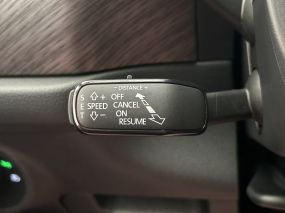 - DISTANCE +
S ⇧ + OFF
E SPEED CANCEL
T ⇩ - ON
RESUME